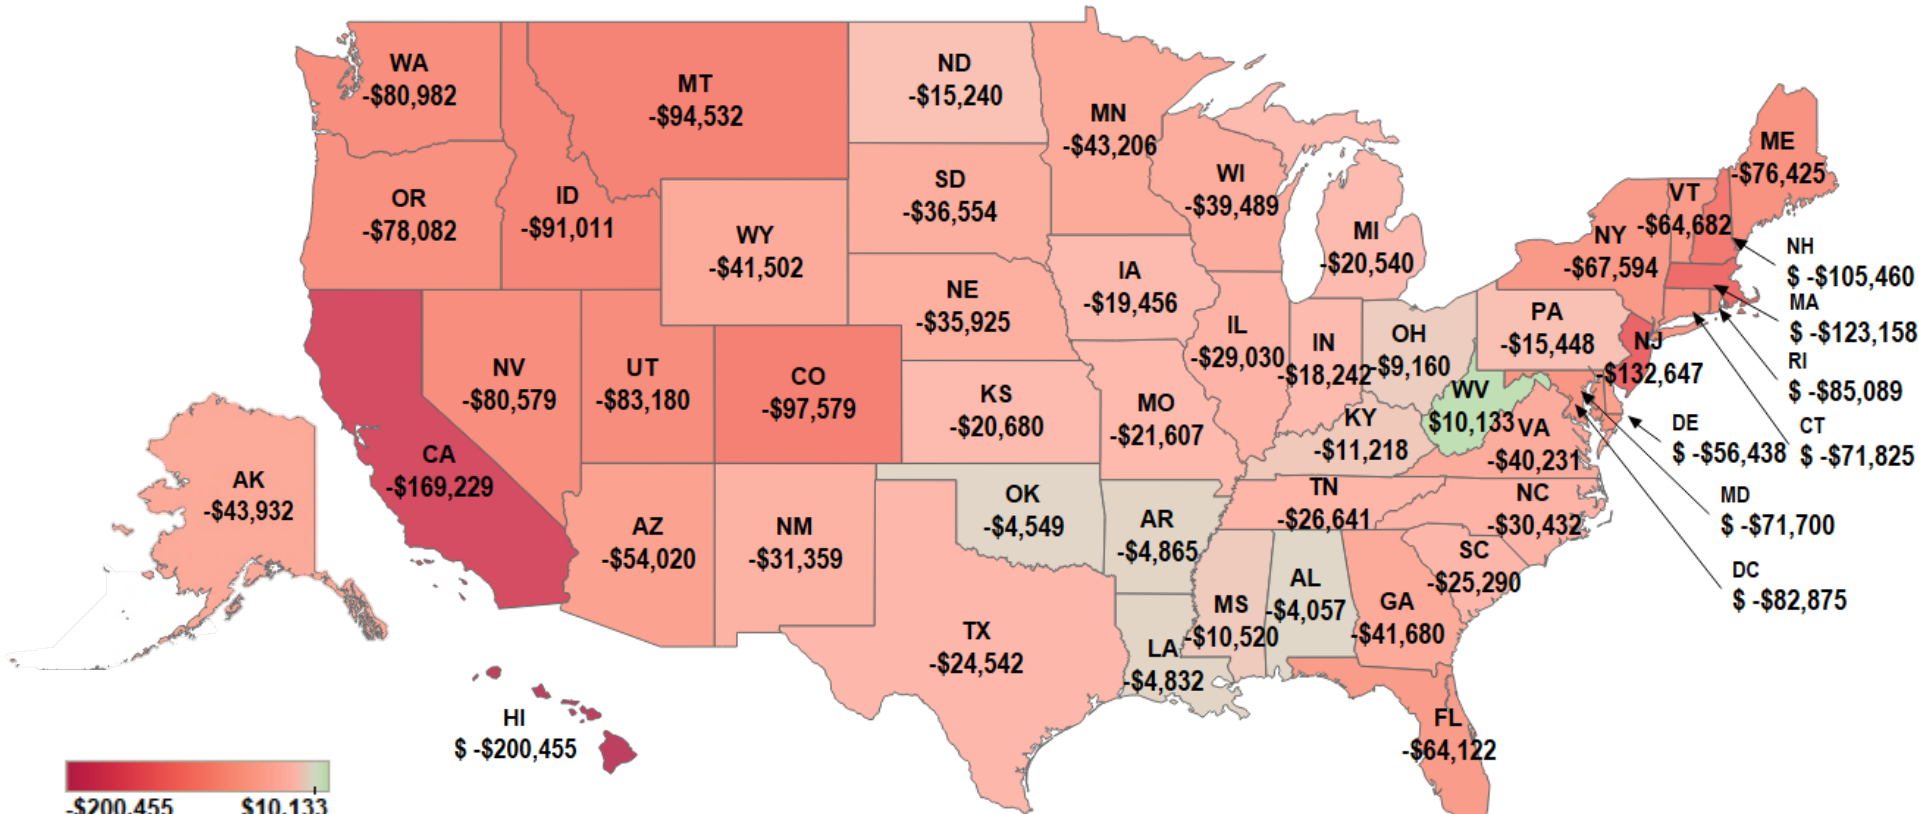 WA
-$80,982
MT
-$94,532
ND
-$15,240
MN
-$43,206
ME
-$76,425
OR
-$78,082
ID
-$91,011
WY
-$41,502
SD
-$36,554
WI
-$39,489
MI
-$20,540
VT
-$64,682
NY
-$67,594
NH
$ -$105,460
MA
$ -$123,158
RI
$ -$85,089
CT
$ -$71,825
NE
-$35,925
IA
-$19,456
IL
-$29,030
IN
-$18,242
OH
-$9,160
PA
-$15,448
NJ
-$132,647
NV
-$80,579
UT
-$83,180
CO
-$97,579
KS
-$20,680
MO
-$21,607
KY
-$11,218
WV
$10,133
VA
-$40,231
DE
$ -$56,438
MD
$ -$71,700
DC
$ -$82,875
CA
-$169,229
AK
-$43,932
AZ
-$54,020
NM
-$31,359
OK
-$4,549
AR
-$4,865
TN
-$26,641
NC
-$30,432
SC
-$25,290
MS
-$10,520
AL
-$4,057
GA
-$41,680
TX
-$24,542
LA
-$4,832
FL
-$64,122
HI
$ -$200,455
-$200,455
$10,133